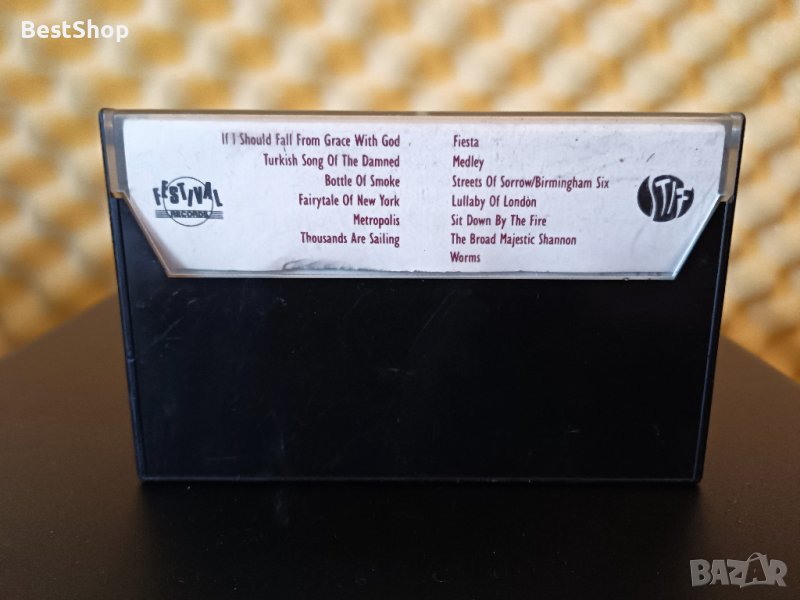 BestShop
If I Should Fall From Grace With God
Turkish Song Of The Damned
Bottle Of Smoke
Fairytale Of New York
Metropolis
Thousands Are Sailing
Fiesta
Medley
Streets Of Sorrow/Birmingham Six
Lullaby Of London
Sit Down By The Fire
The Broad Majestic Shannon
Worms
FESTIVAL
RECORDS
STIFF
BAZAR